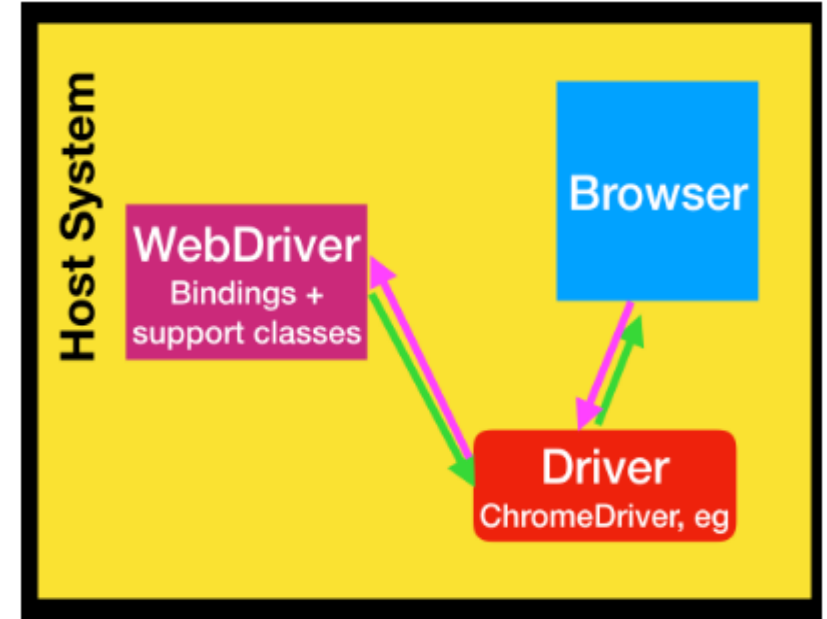 Host System
WebDriver
Bindings +
support classes
Browser
Driver
ChromeDriver, eg